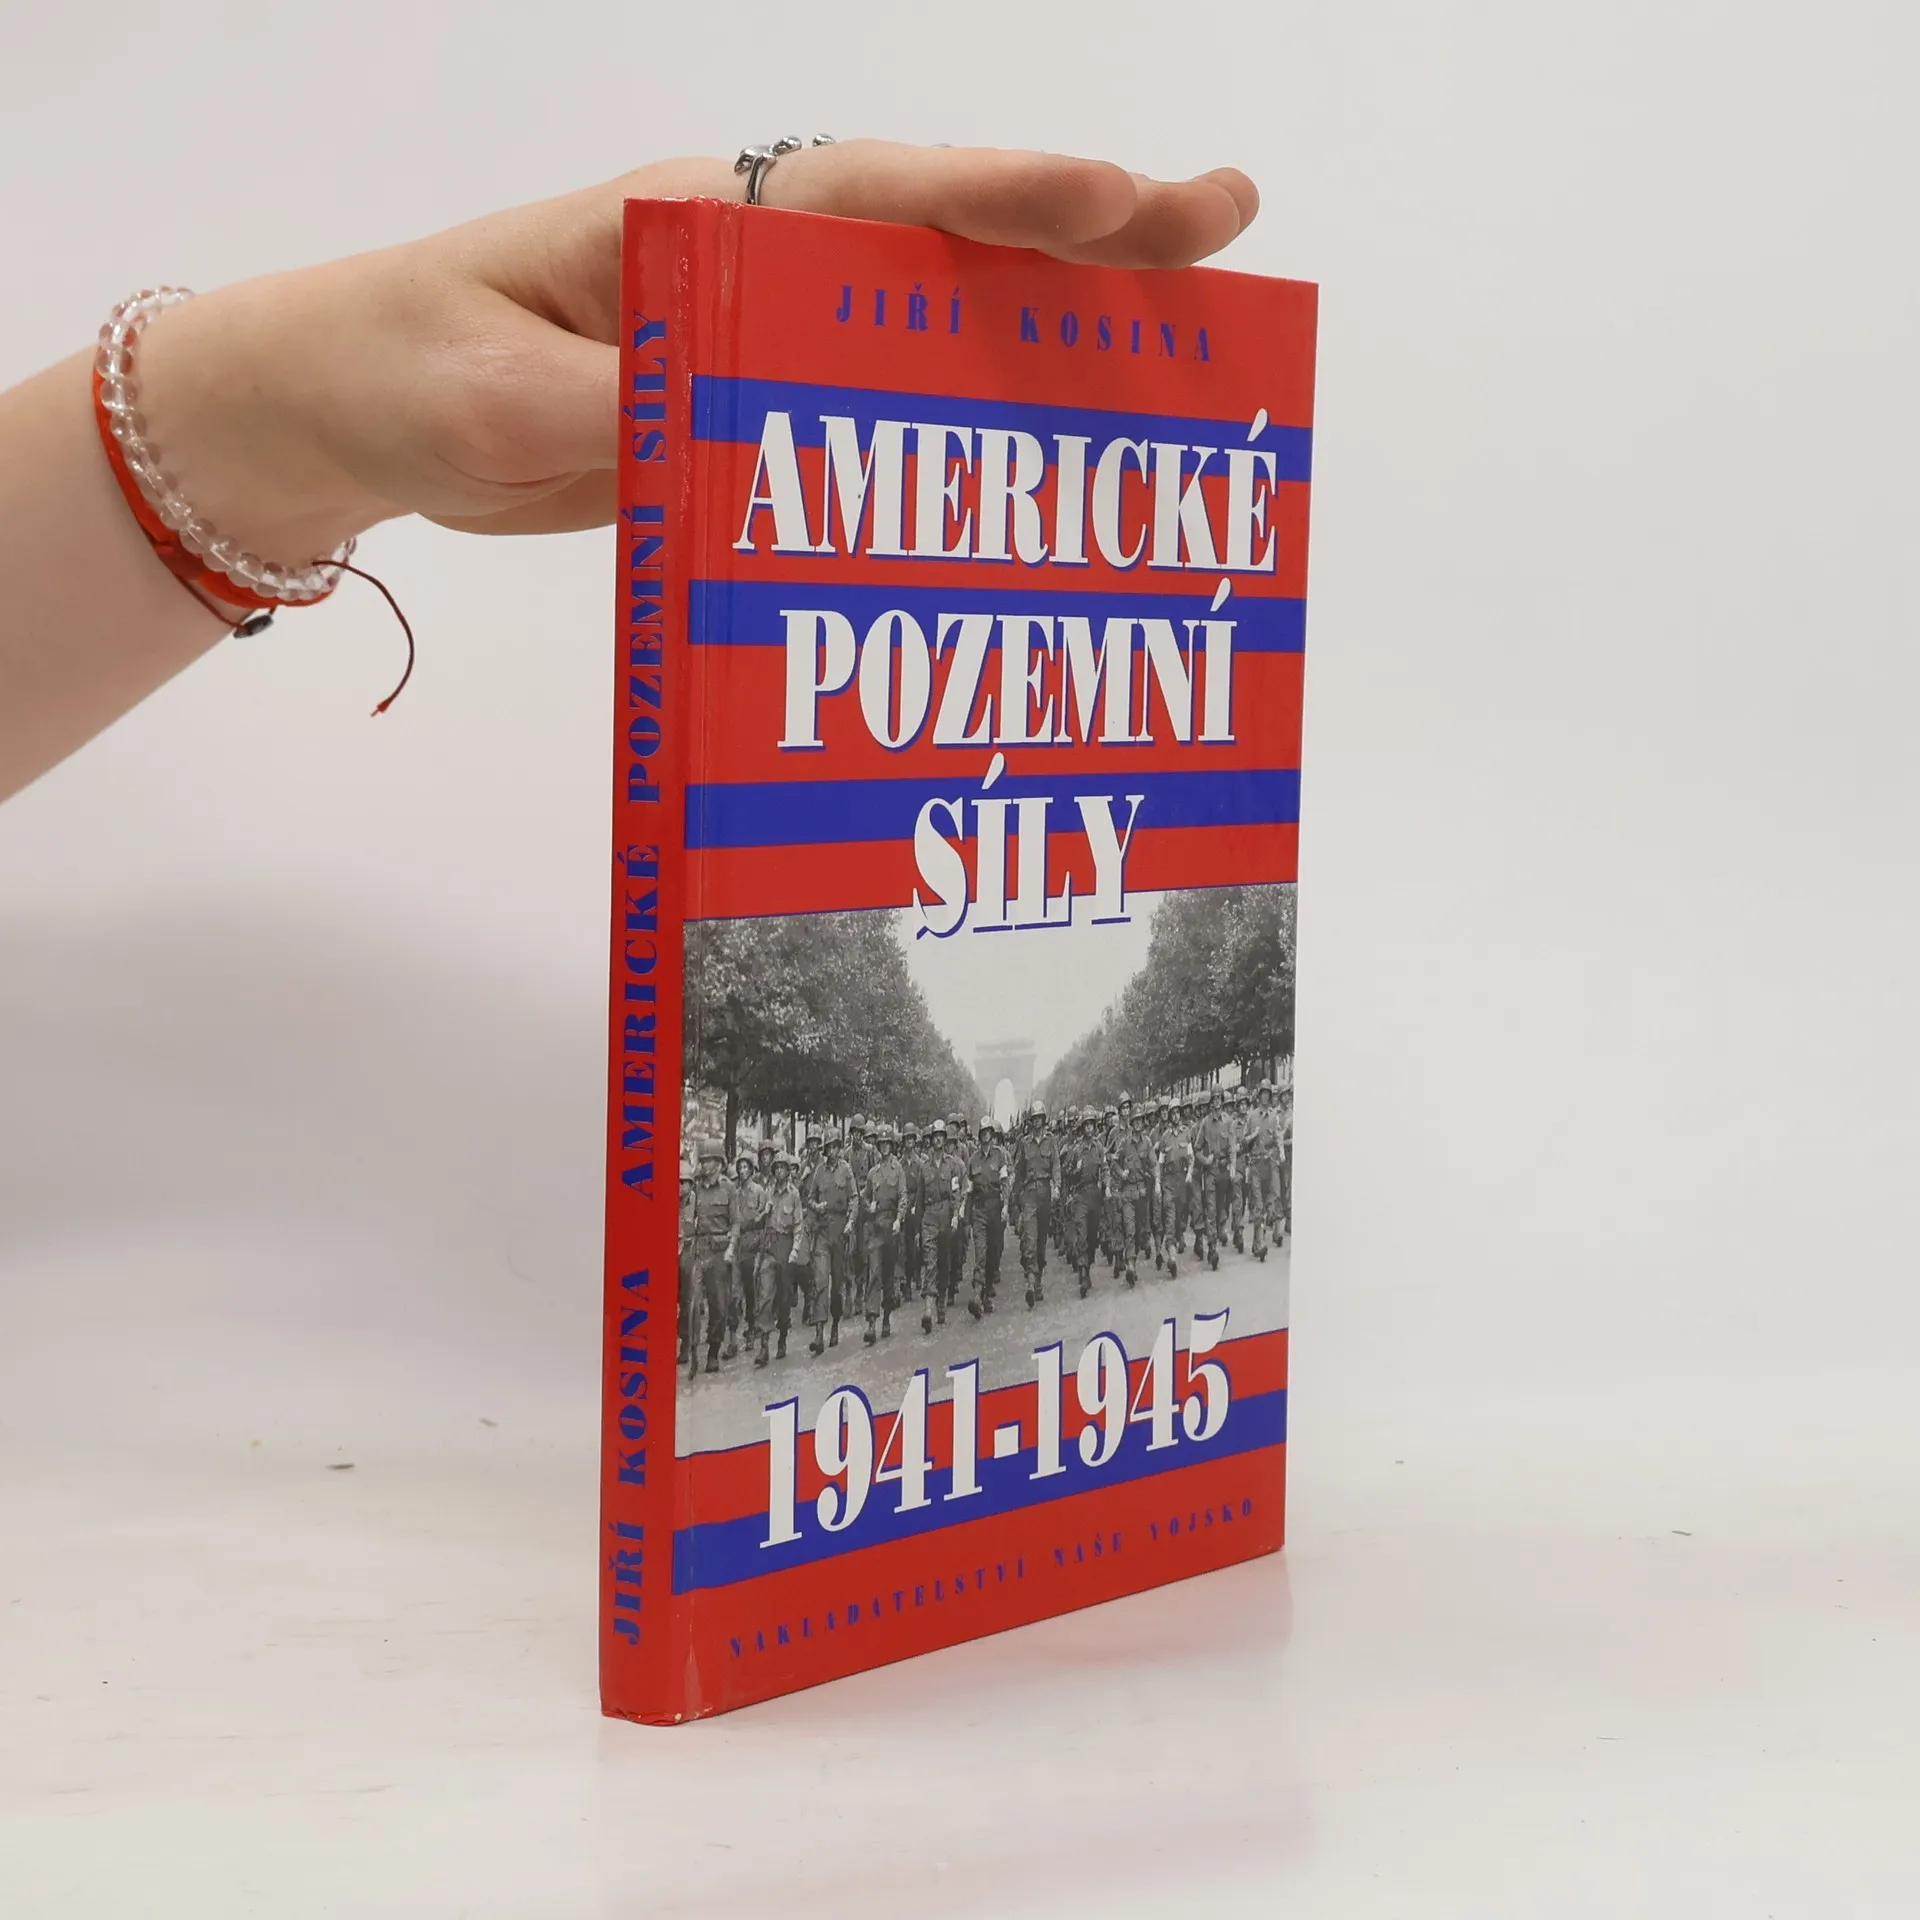 JIŘÍ KOSINA AMERICKÉ POZEMNÍ SÍLY
JIŘÍ KOSINA
AMERICKÉ
POZEMNÍ
SÍLY
1941-1945
NAKLADATELSTVÍ NAŠE VOJSKO